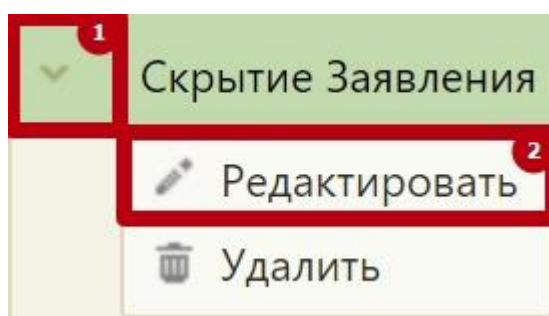 1
Скрытие Заявления
2
Редактировать
Удалить